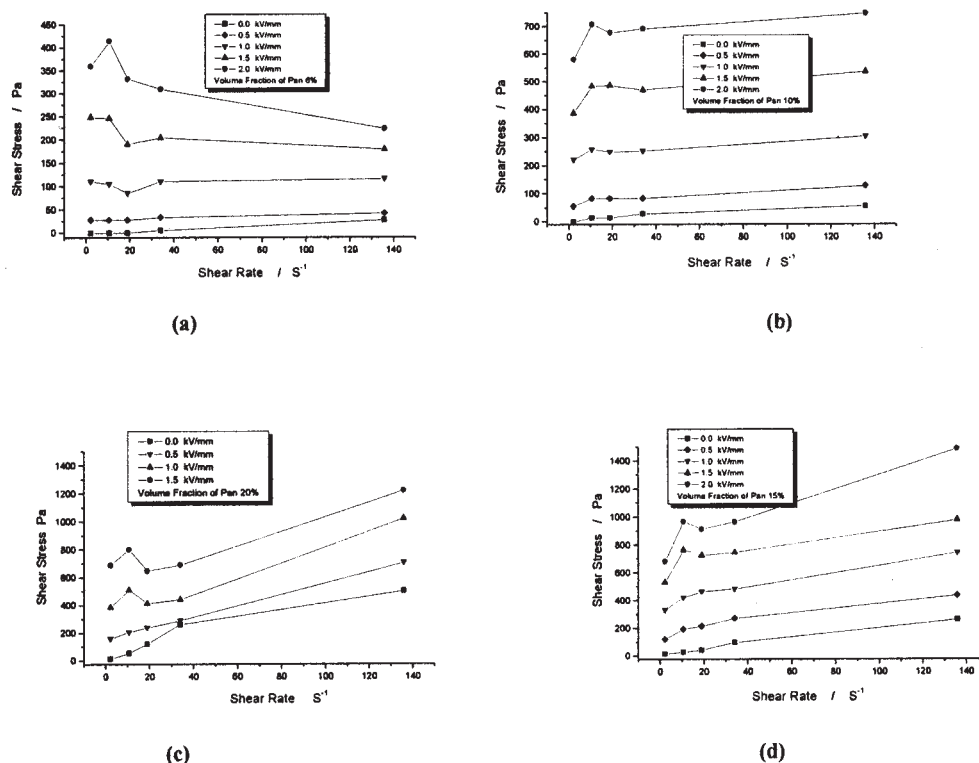 450
400
350
300
250
200
150
100
50
0
Shear Stress / Pa
0.0 kV/mm
0.5 kV/mm
1.0 kV/mm
1.5 kV/mm
2.0 kV/mm
Volume Fraction of Pan 6%
0 20 40 60 80 100 120 140
Shear Rate / S⁻¹
(a)
700
600
500
400
300
200
100
0
Shear Stress / Pa
0.0 kV/mm
0.5 kV/mm
1.0 kV/mm
1.5 kV/mm
2.0 kV/mm
Volume Fraction of Pan 10%
0 20 40 60 80 100 120 140
Shear Rate / S⁻¹
(b)
1400
1200
1000
800
600
400
200
0
Shear Stress Pa
0.0 kV/mm
0.5 kV/mm
1.0 kV/mm
1.5 kV/mm
Volume Fraction of Pan 20%
0 20 40 60 80 100 120 140
Shear Rate S⁻¹
(c)
1400
1200
1000
800
600
400
200
0
Shear Stress / Pa
0.0 kV/mm
0.5 kV/mm
1.0 kV/mm
1.5 kV/mm
2.0 kV/mm
Volume Fraction of Pan 15%
0 20 40 60 80 100 120 140
Shear Rate / S⁻¹
(d)